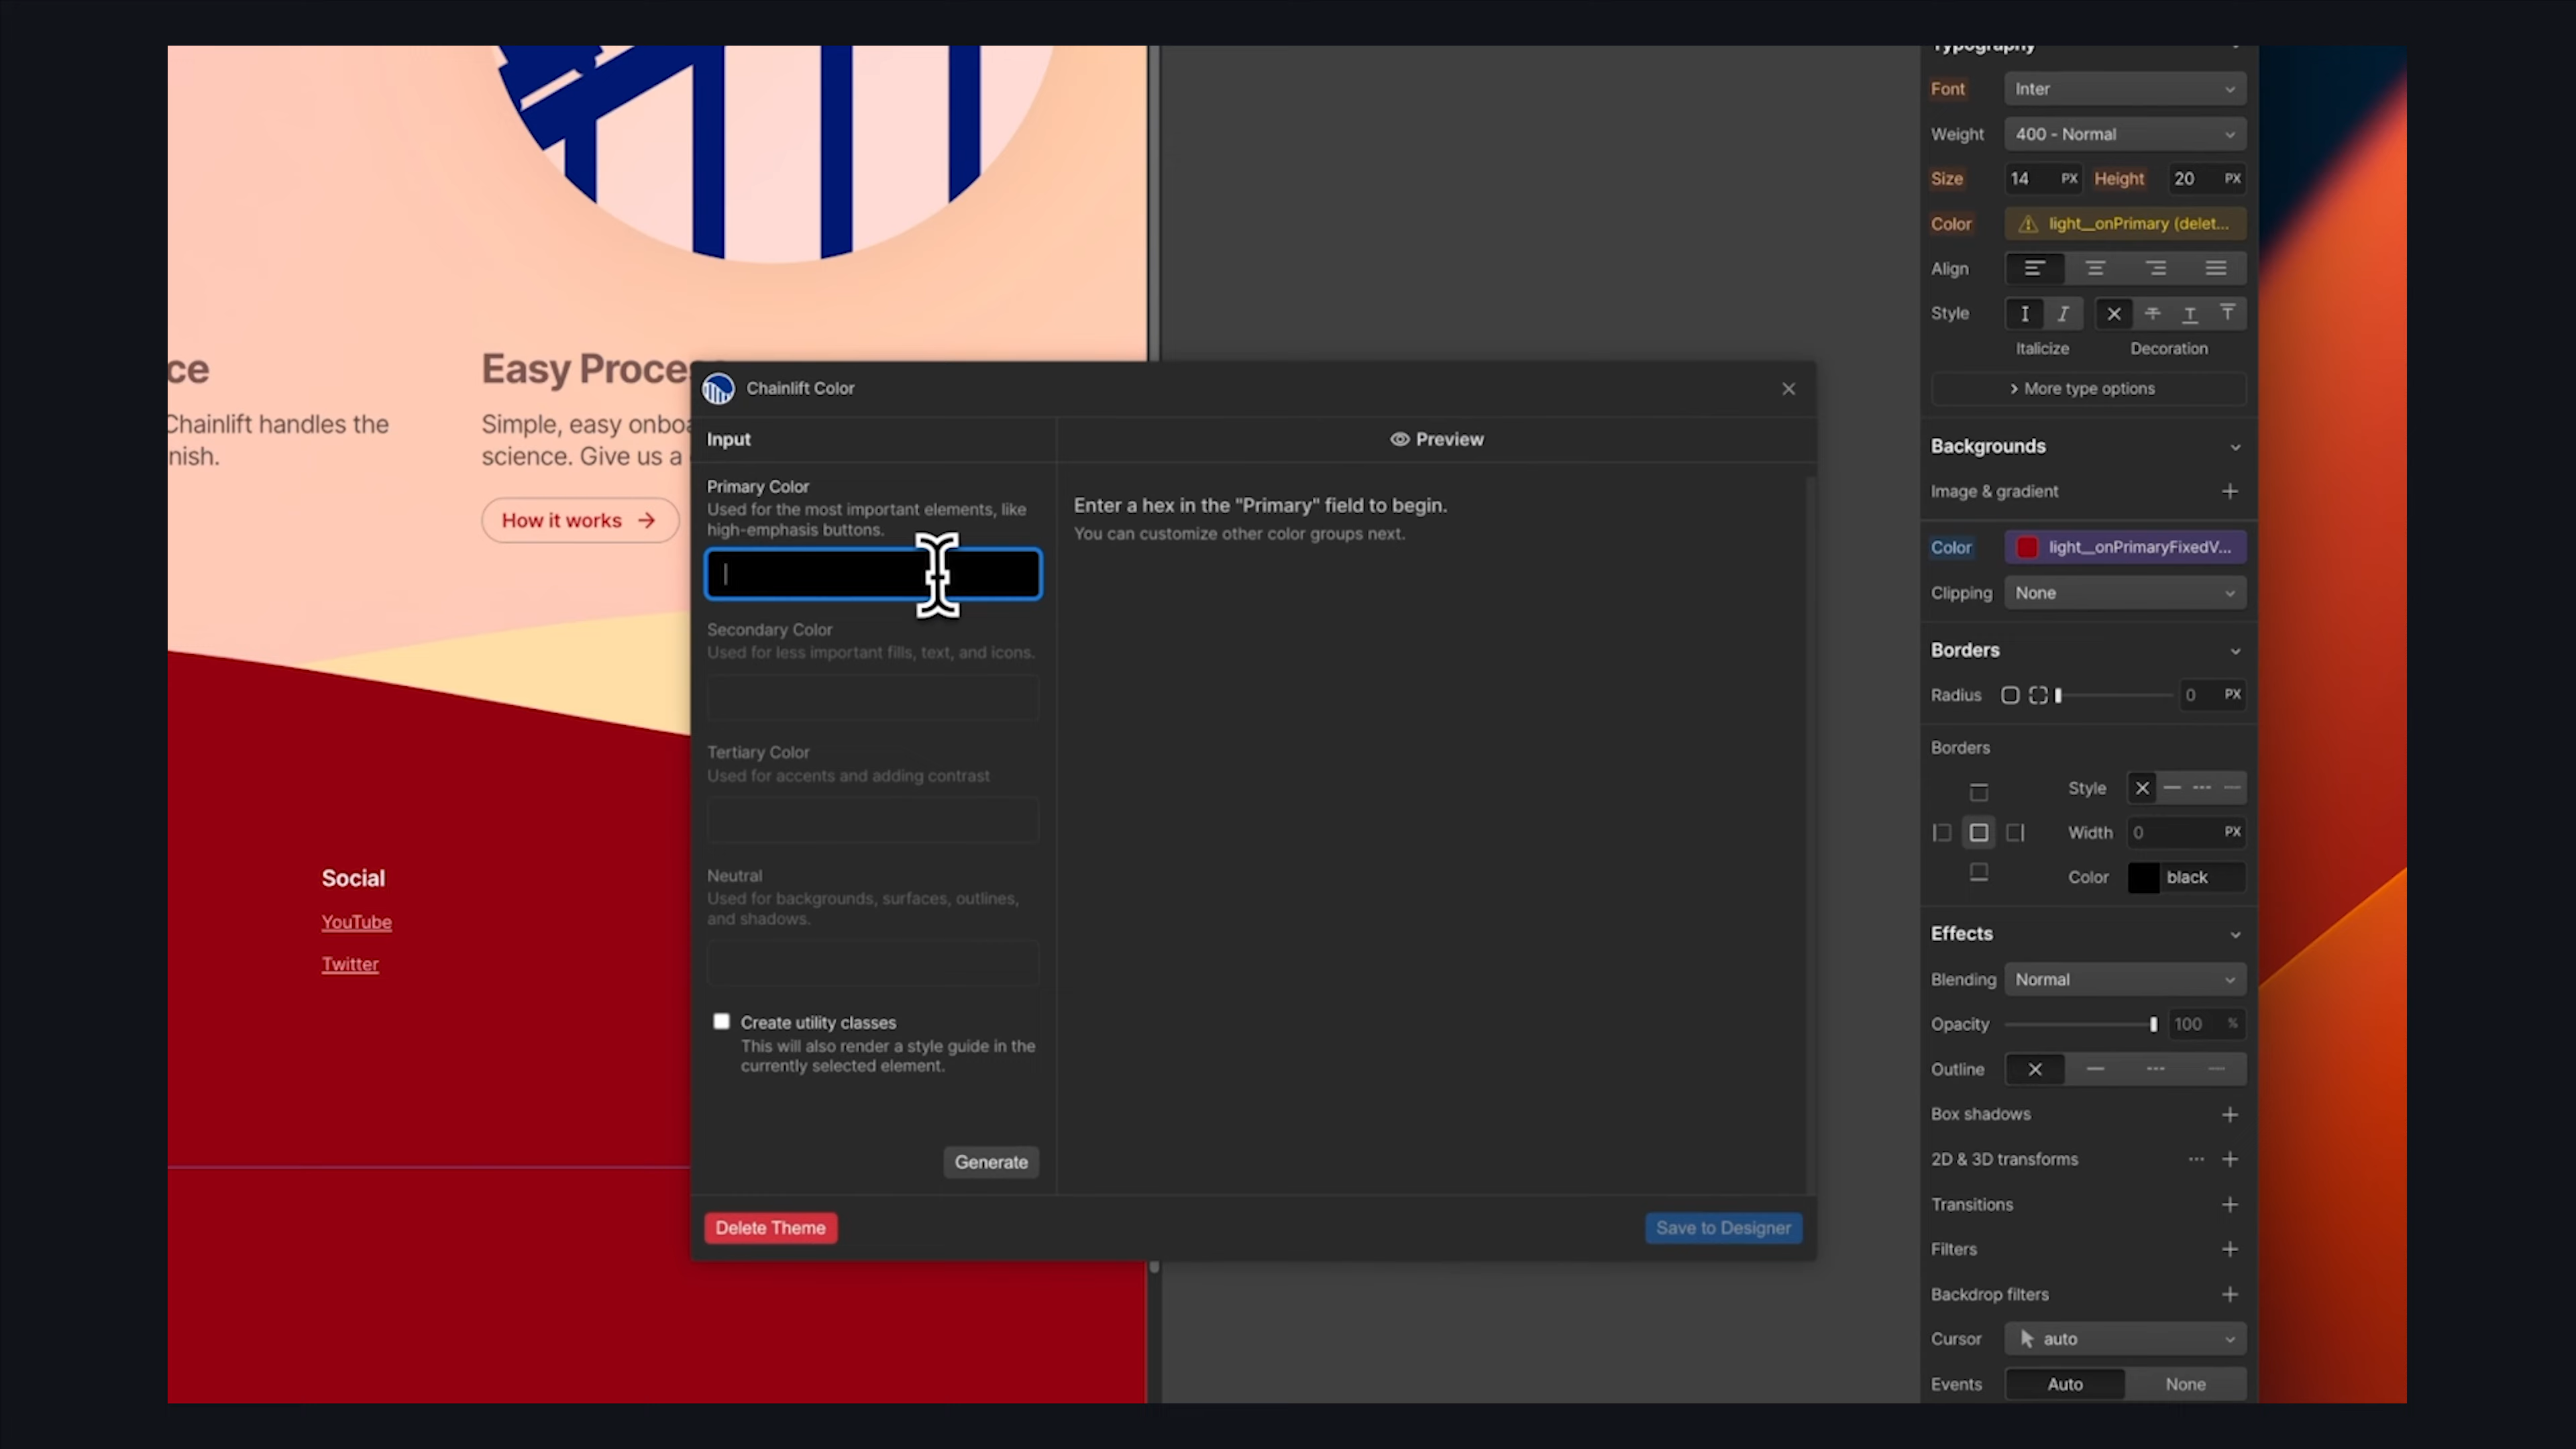 ce
Chainlift handles the
nish.
Easy Proces
Simple, easy onboa
science. Give us a
How it works
Social
YouTube
Twitter
Chainlift Color
Input
Primary Color
Used for the most important elements, like
high-emphasis buttons.
Secondary Color
Used for less important fills, text, and icons.
Tertiary Color
Used for accents and adding contrast
Neutral
Used for backgrounds, surfaces, outlines,
and shadows.
Create utility classes
This will also render a style guide in the
currently selected element.
Generate
Delete Theme
Preview
Enter a hex in the "Primary" field to begin.
You can customize other color groups next.
Save to Designer
Typography
Font Inter
Weight 400 - Normal
Size 14 PX Height 20 PX
Color light__onPrimary (delet...
Align
Style
Italicize Decoration
More type options
Backgrounds
Image & gradient
Color light__onPrimaryFixedV...
Clipping None
Borders
Radius 0 PX
Borders
Style
Width 0 PX
Color black
Effects
Blending Normal
Opacity 100 %
Outline
Box shadows
2D & 3D transforms
Transitions
Filters
Backdrop filters
Cursor auto
Events Auto None